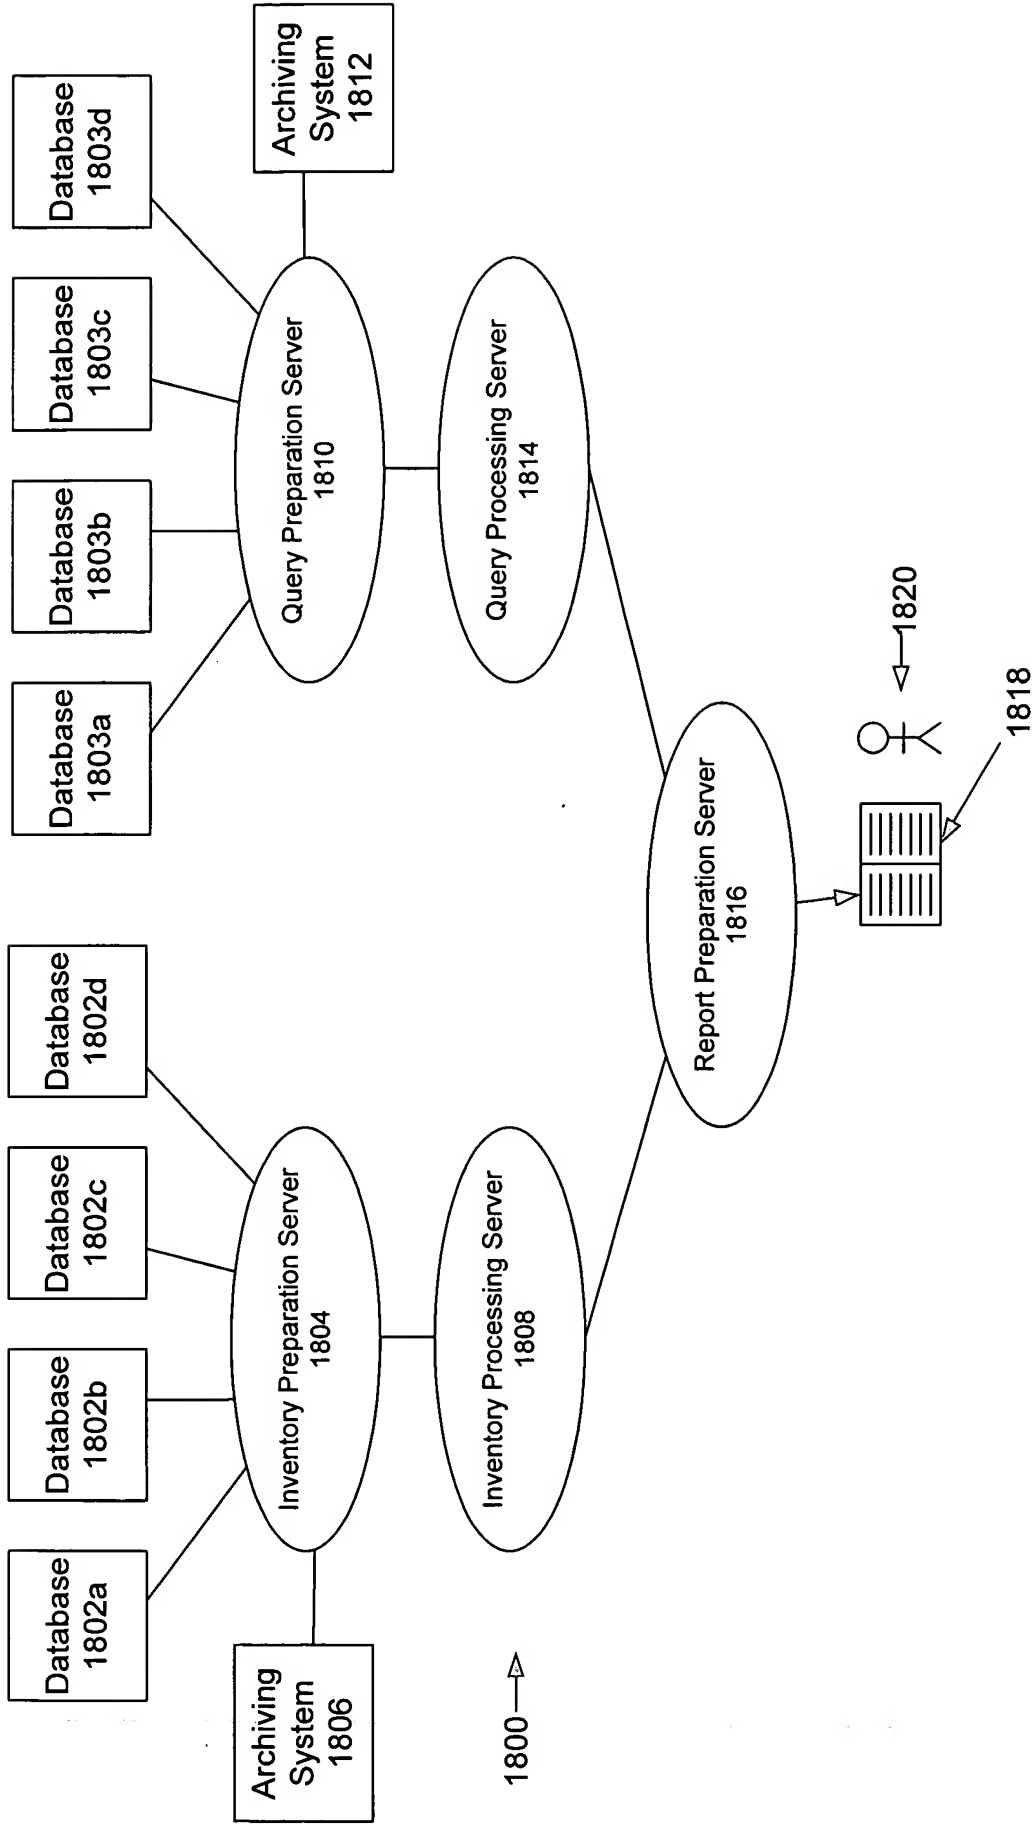 Database
1802a
Database
1802b
Database
1802c
Database
1802d
Database
1803a
Database
1803b
Database
1803c
Database
1803d
Archiving
System
1806
Inventory Preparation Server
1804
Query Preparation Server
1810
Archiving
System
1812
Inventory Processing Server
1808
Query Processing Server
1814
1800
Report Preparation Server
1816
1820
1818